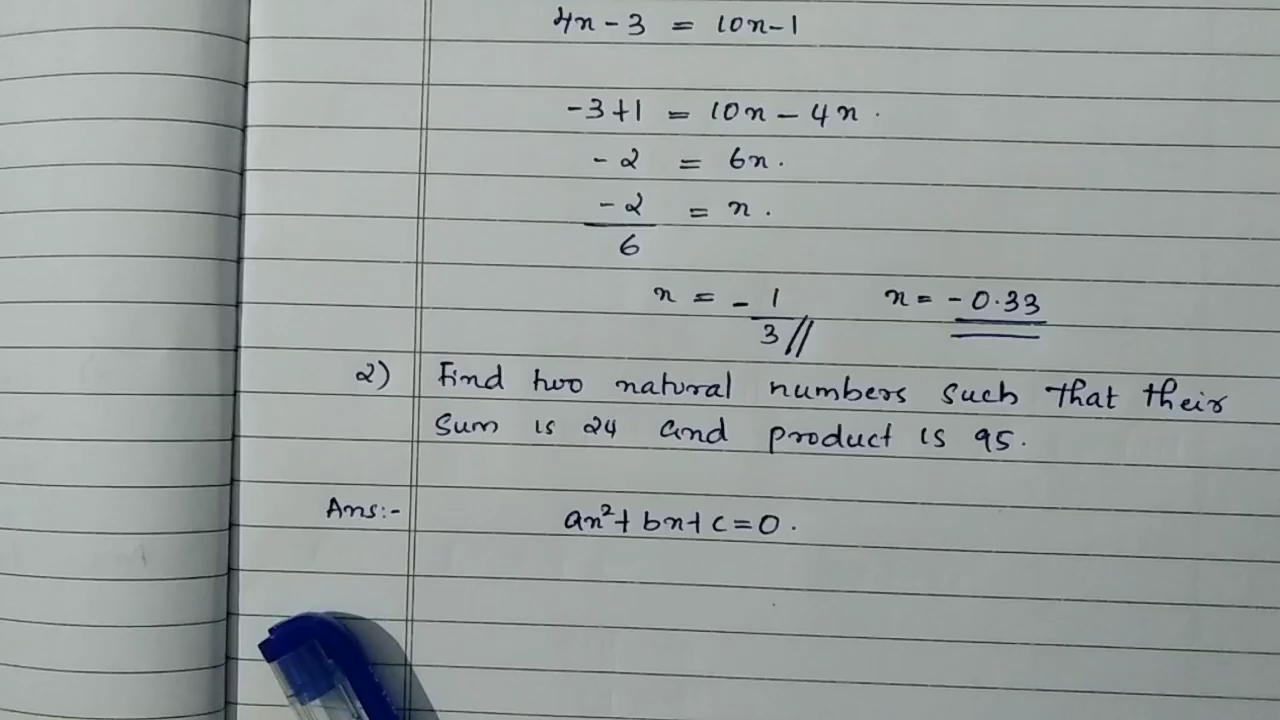 4x - 3 = 10x - 1
-3 + 1 = 10x - 4x.
-2 = 6x.
-2/6 = x.
x = -1/3// x = -0.33
2) Find two natural numbers such that their
sum is 24 and product is 95.
Ans:- ax² + bx + c = 0.